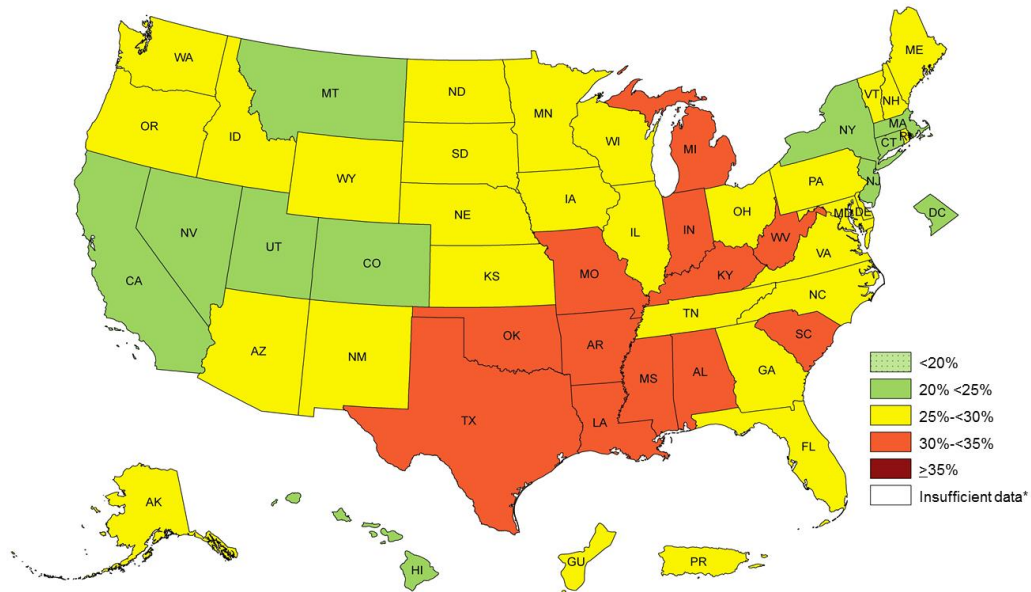 WA
MT
ND
MN
ME
VT
NH
OR
ID
SD
WI
MI
NY
MA
CT
WY
IA
PA
NJ
NE
OH
MD
DE
DC
NV
UT
CO
IL
IN
WV
CA
KS
MO
KY
VA
NC
TN
AZ
NM
OK
AR
SC
MS
AL
GA
TX
LA
FL
AK
HI
GU
PR
<20%
20% <25%
25%-<30%
30%-<35%
≥35%
Insufficient data*